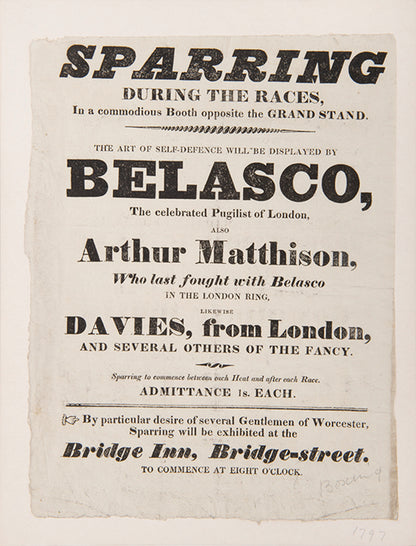 SPARRING
DURING THE RACES,
In a commodious Booth opposite the GRAND STAND.
THE ART OF SELF-DEFENCE WILL BE DISPLAYED BY
BELASCO,
The celebrated Pugilist of London,
ALSO
Arthur Matthison,
Who last fought with Belasco
IN THE LONDON RING,
LIKEWISE
DAVIES, from London,
AND SEVERAL OTHERS OF THE FANCY.
Sparring to commence between each Heat and after each Race.
ADMITTANCE 1s. EACH.
☞ By particular desire of several Gentlemen of Worcester,
Sparring will be exhibited at the
Bridge Inn, Bridge-street.
TO COMMENCE AT EIGHT O'CLOCK.
Boxing
1797